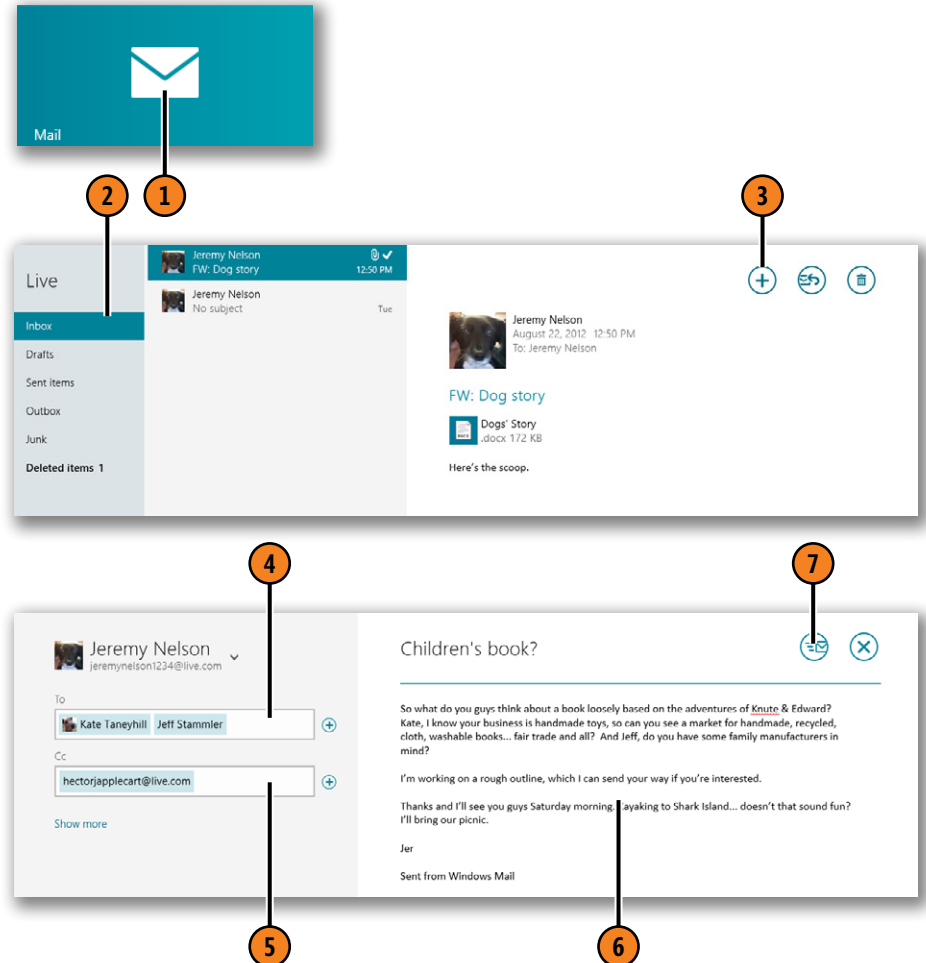 Mail
2 1 3
Live
Inbox
Drafts
Sent items
Outbox
Junk
Deleted items 1
Jeremy Nelson
FW: Dog story 12:50 PM
Jeremy Nelson
No subject Tue
Jeremy Nelson
August 22, 2012 12:50 PM
To: Jeremy Nelson
FW: Dog story
Dogs' Story
.docx 172 KB
Here's the scoop.
4 7
Jeremy Nelson
jeremynelson1234@live.com
To
Kate Taneyhill Jeff Stammler
Cc
hectorjapplecart@live.com
Show more
Children's book?
So what do you guys think about a book loosely based on the adventures of Knute & Edward?
Kate, I know your business is handmade toys, so can you see a market for handmade, recycled,
cloth, washable books... fair trade and all? And Jeff, do you have some family manufacturers in
mind?
I'm working on a rough outline, which I can send your way if you're interested.
Thanks and I'll see you guys Saturday morning. Kayaking to Shark Island... doesn't that sound fun?
I'll bring our picnic.
Jer
Sent from Windows Mail
5 6